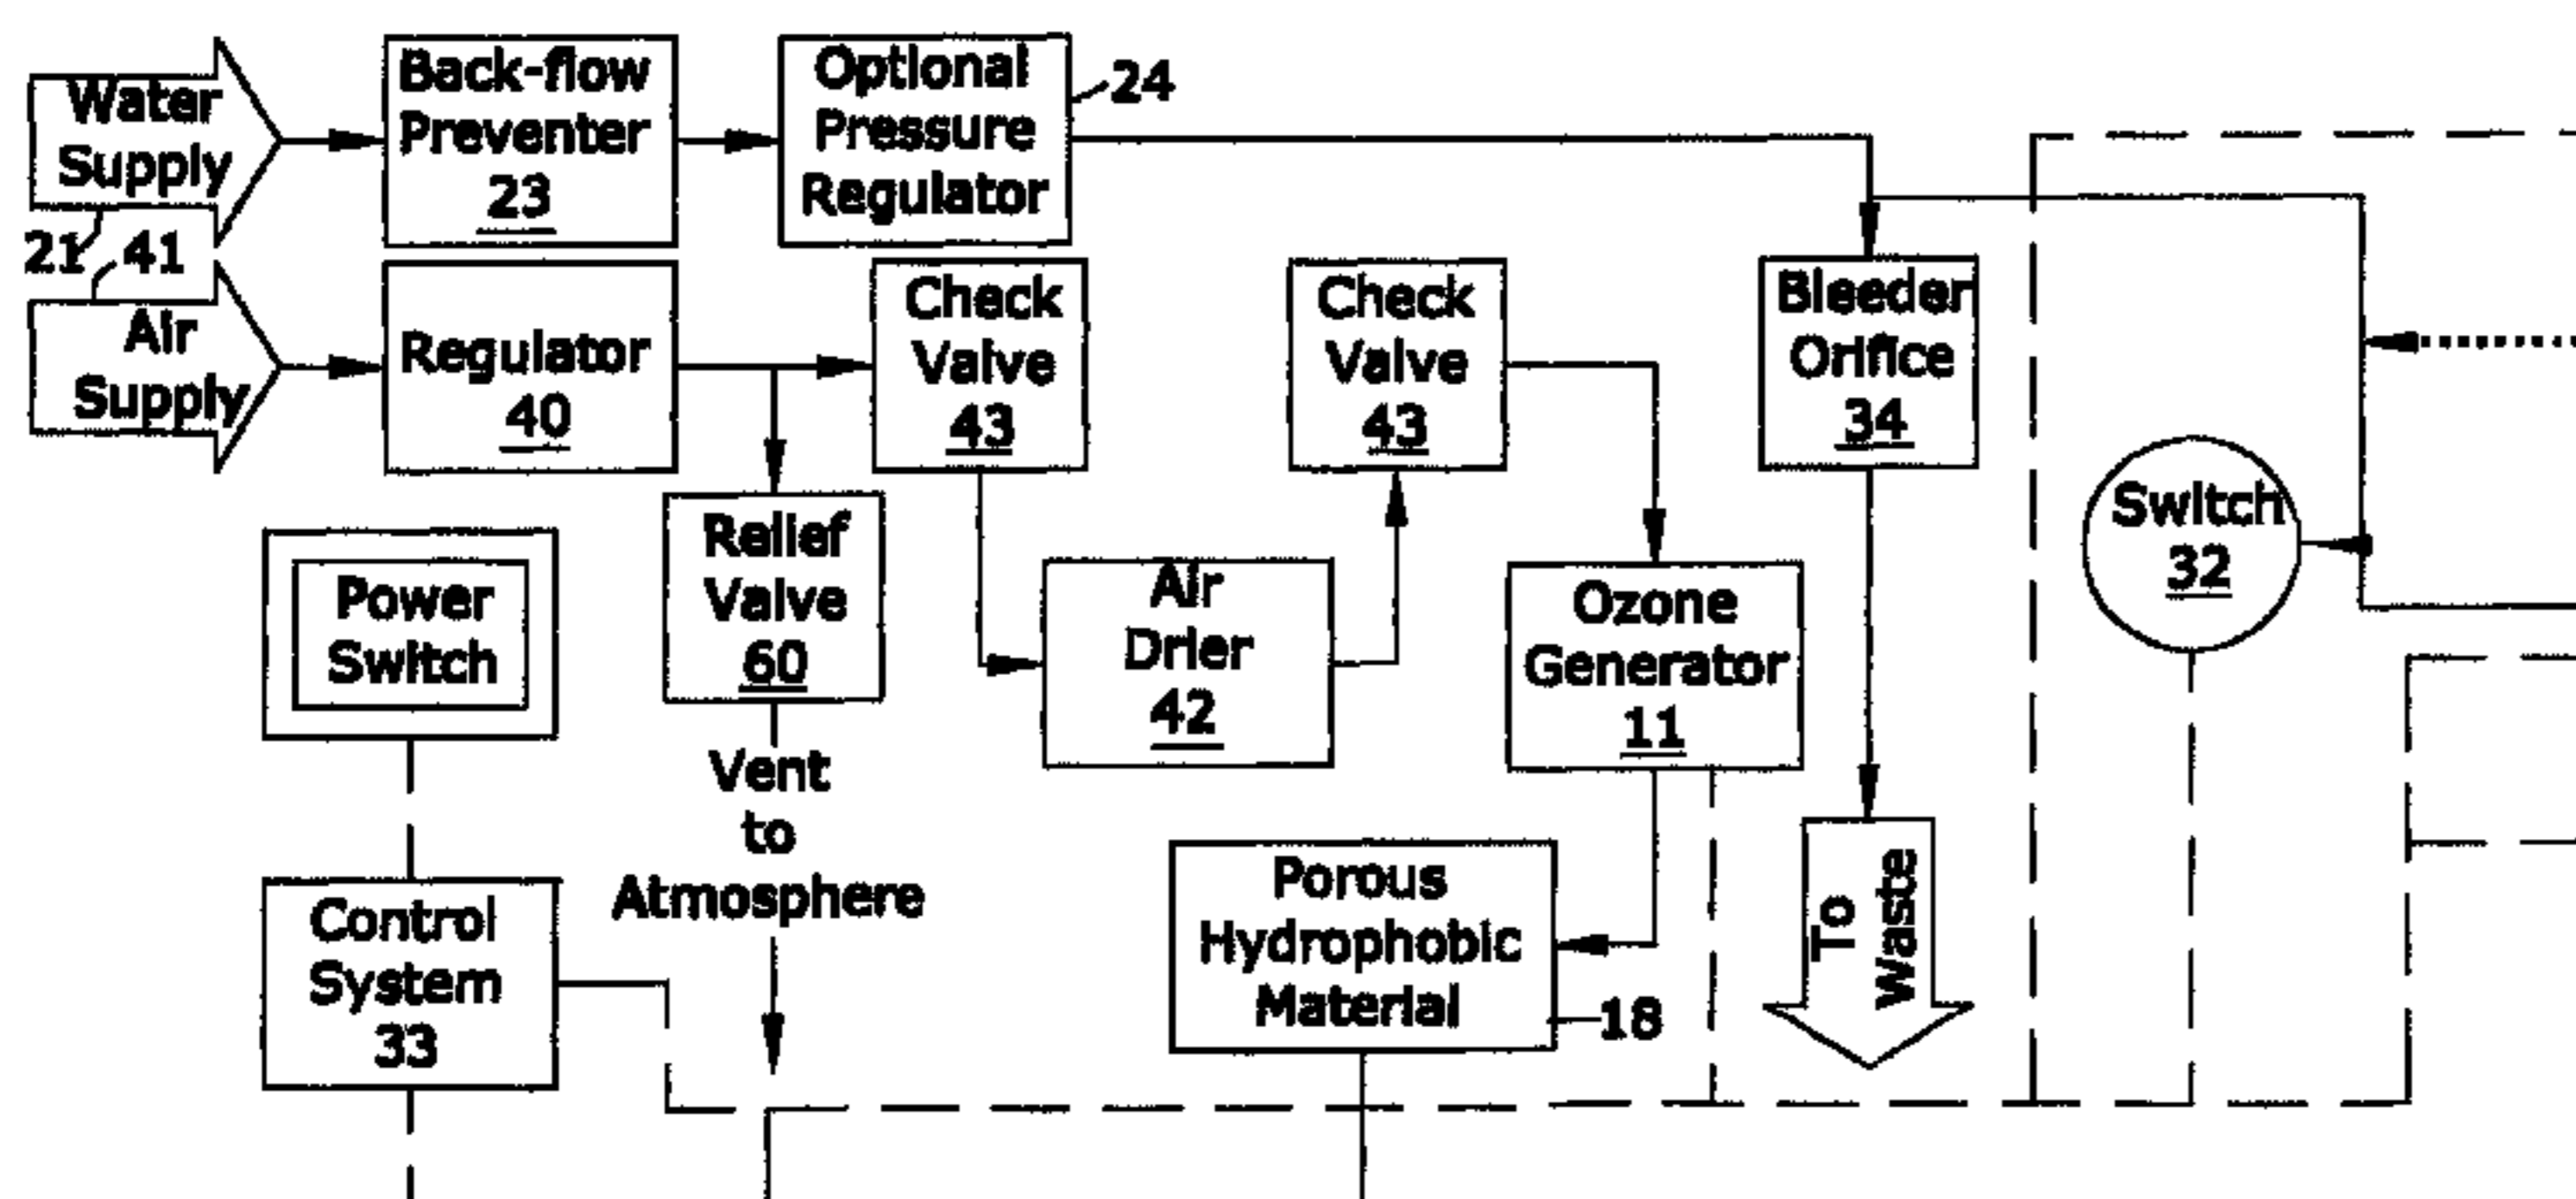 Water
Supply
21
Back-flow
Preventer
23
Optional
Pressure
Regulator
24
41
Air
Supply
Regulator
40
Check
Valve
43
Check
Valve
43
Bleeder
Orifice
34
Switch
32
Relief
Valve
60
Power
Switch
Air
Drier
42
Ozone
Generator
11
Vent
to
Atmosphere
Control
System
33
Porous
Hydrophobic
Material
18
To
Waste